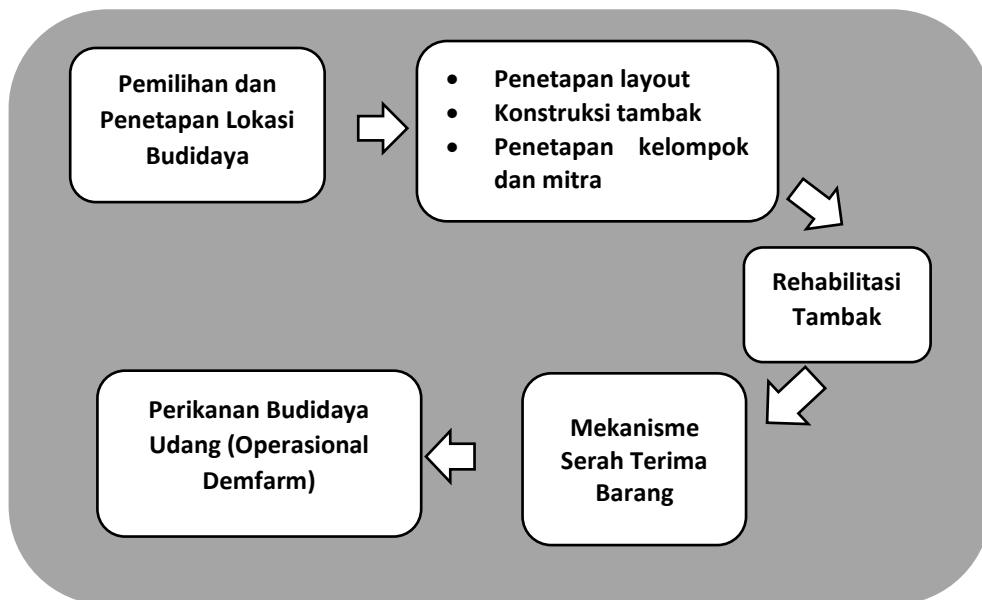 Pemilihan dan
Penetapan Lokasi
Budidaya
• Penetapan layout
• Konstruksi tambak
• Penetapan kelompok
dan mitra
Rehabilitasi
Tambak
Mekanisme
Serah Terima
Barang
Perikanan Budidaya
Udang (Operasional
Demfarm)